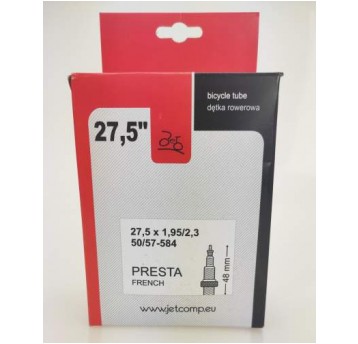 bicycle tube
dętka rowerowa
27,5"
27,5 x 1,95/2,3
50/57-584
PRESTA
FRENCH
48 mm
www.jetcomp.eu